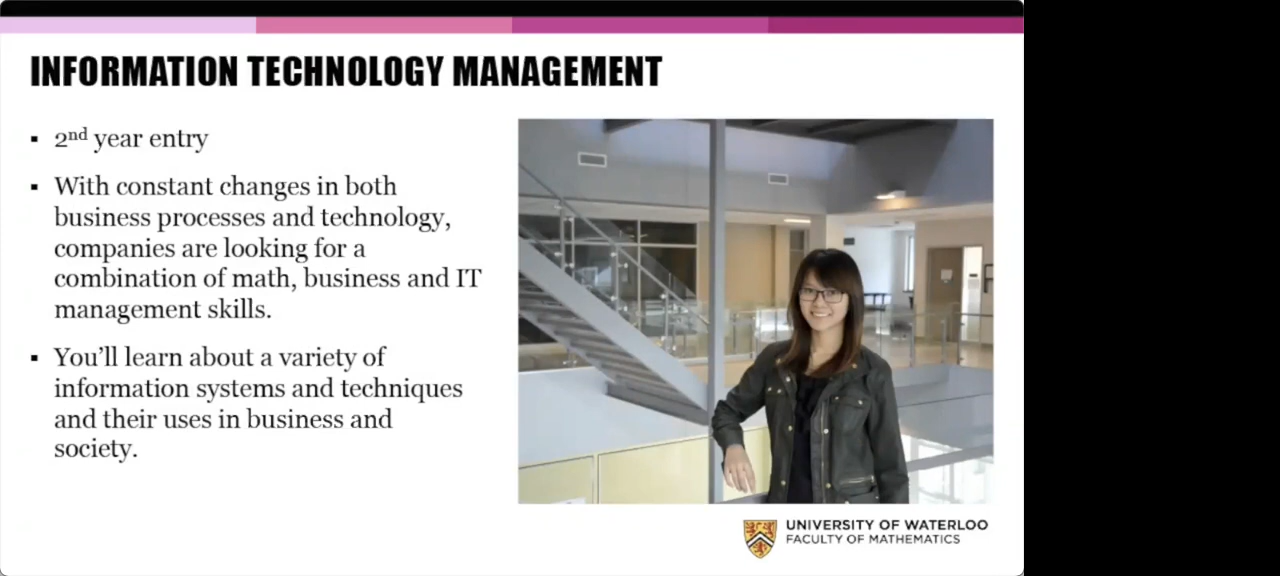 INFORMATION TECHNOLOGY MANAGEMENT
▪ 2nd year entry
▪ With constant changes in both
business processes and technology,
companies are looking for a
combination of math, business and IT
management skills.
▪ You’ll learn about a variety of
information systems and techniques
and their uses in business and
society.
UNIVERSITY OF WATERLOO
FACULTY OF MATHEMATICS